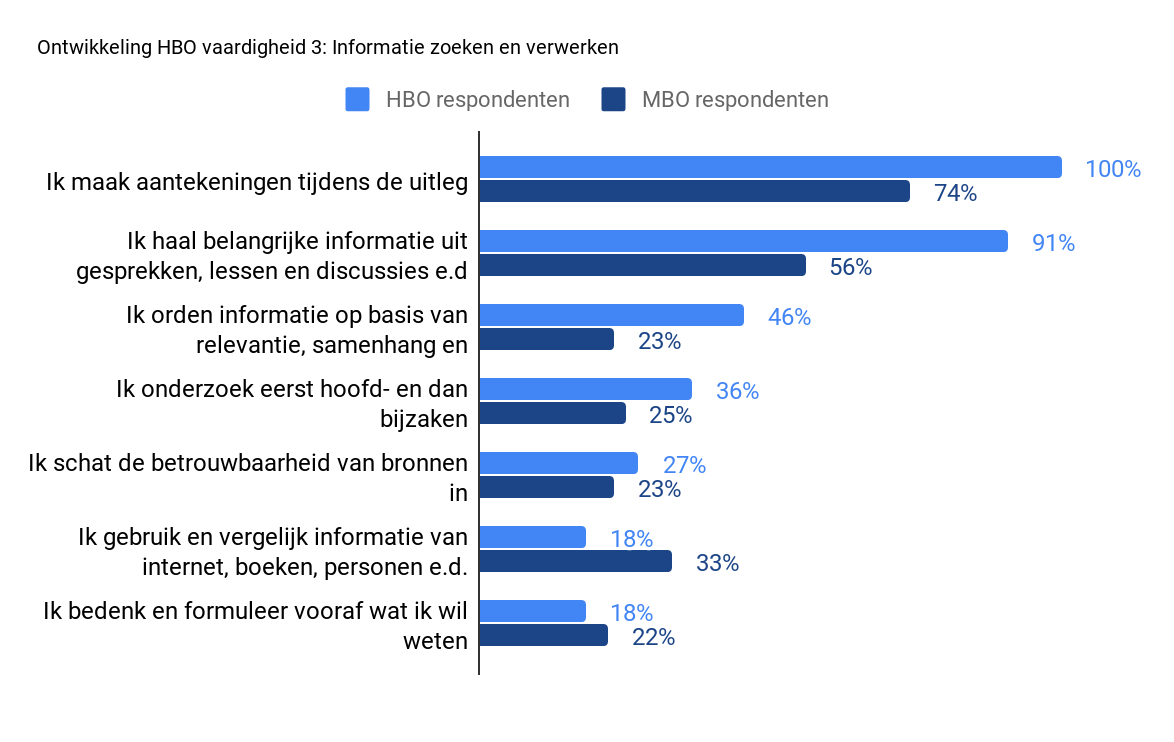 Ontwikkeling HBO vaardigheid 3: Informatie zoeken en verwerken
HBO respondenten
MBO respondenten
Ik maak aantekeningen tijdens de uitleg
100%
74%
Ik haal belangrijke informatie uit
gesprekken, lessen en discussies e.d
91%
56%
Ik orden informatie op basis van
relevantie, samenhang en
46%
23%
Ik onderzoek eerst hoofd- en dan
bijzaken
36%
25%
Ik schat de betrouwbaarheid van bronnen
in
27%
23%
Ik gebruik en vergelijk informatie van
internet, boeken, personen e.d.
18%
33%
Ik bedenk en formuleer vooraf wat ik wil
weten
18%
22%